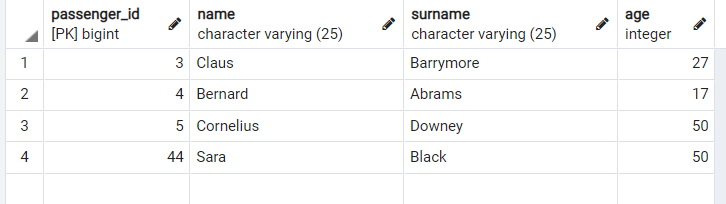 passenger_id name surname age
[PK] bigint character varying (25) character varying (25) integer
1 3 Claus Barrymore 27
2 4 Bernard Abrams 17
3 5 Cornelius Downey 50
4 44 Sara Black 50